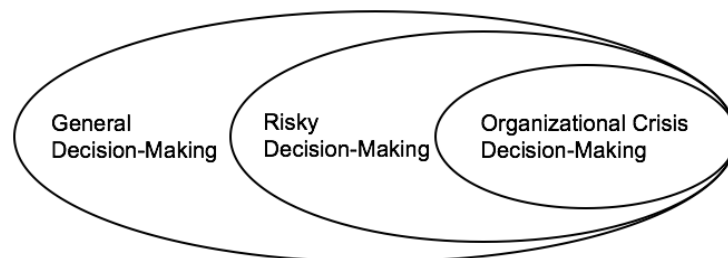 General
Decision-Making
Risky
Decision-Making
Organizational Crisis
Decision-Making